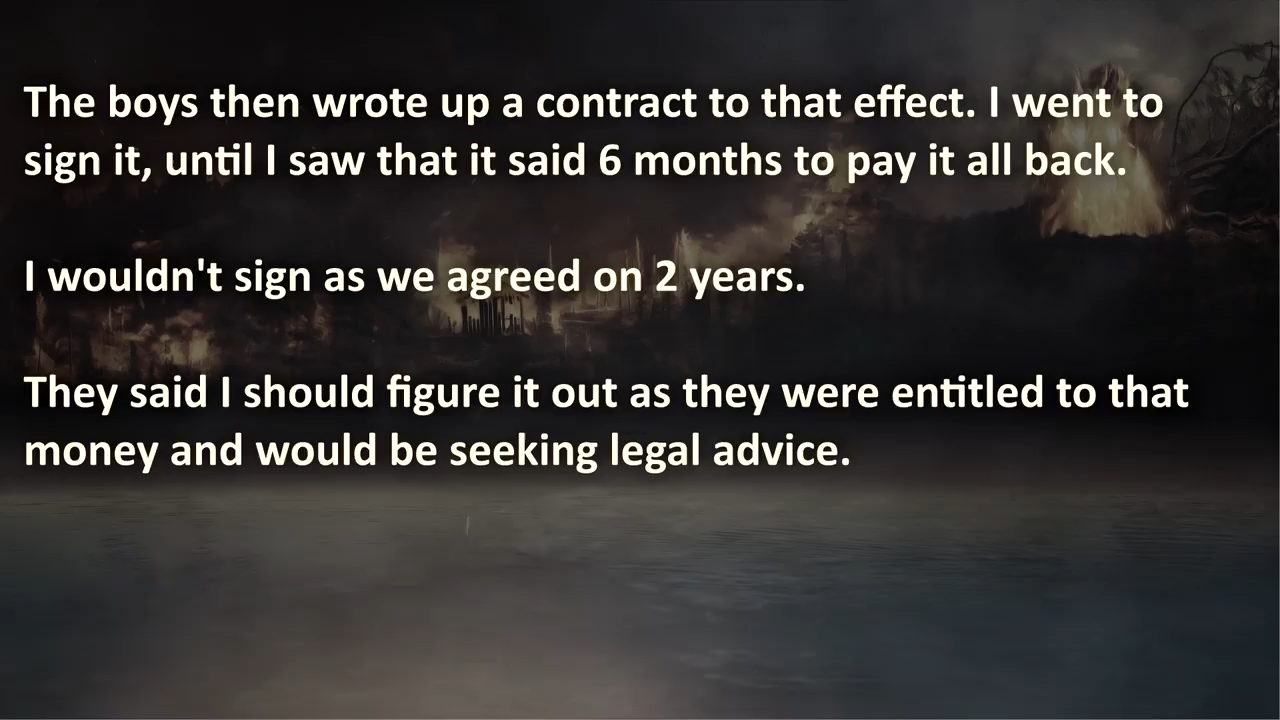 The boys then wrote up a contract to that effect. I went to
sign it, until I saw that it said 6 months to pay it all back.
I wouldn't sign as we agreed on 2 years.
They said I should figure it out as they were entitled to that
money and would be seeking legal advice.